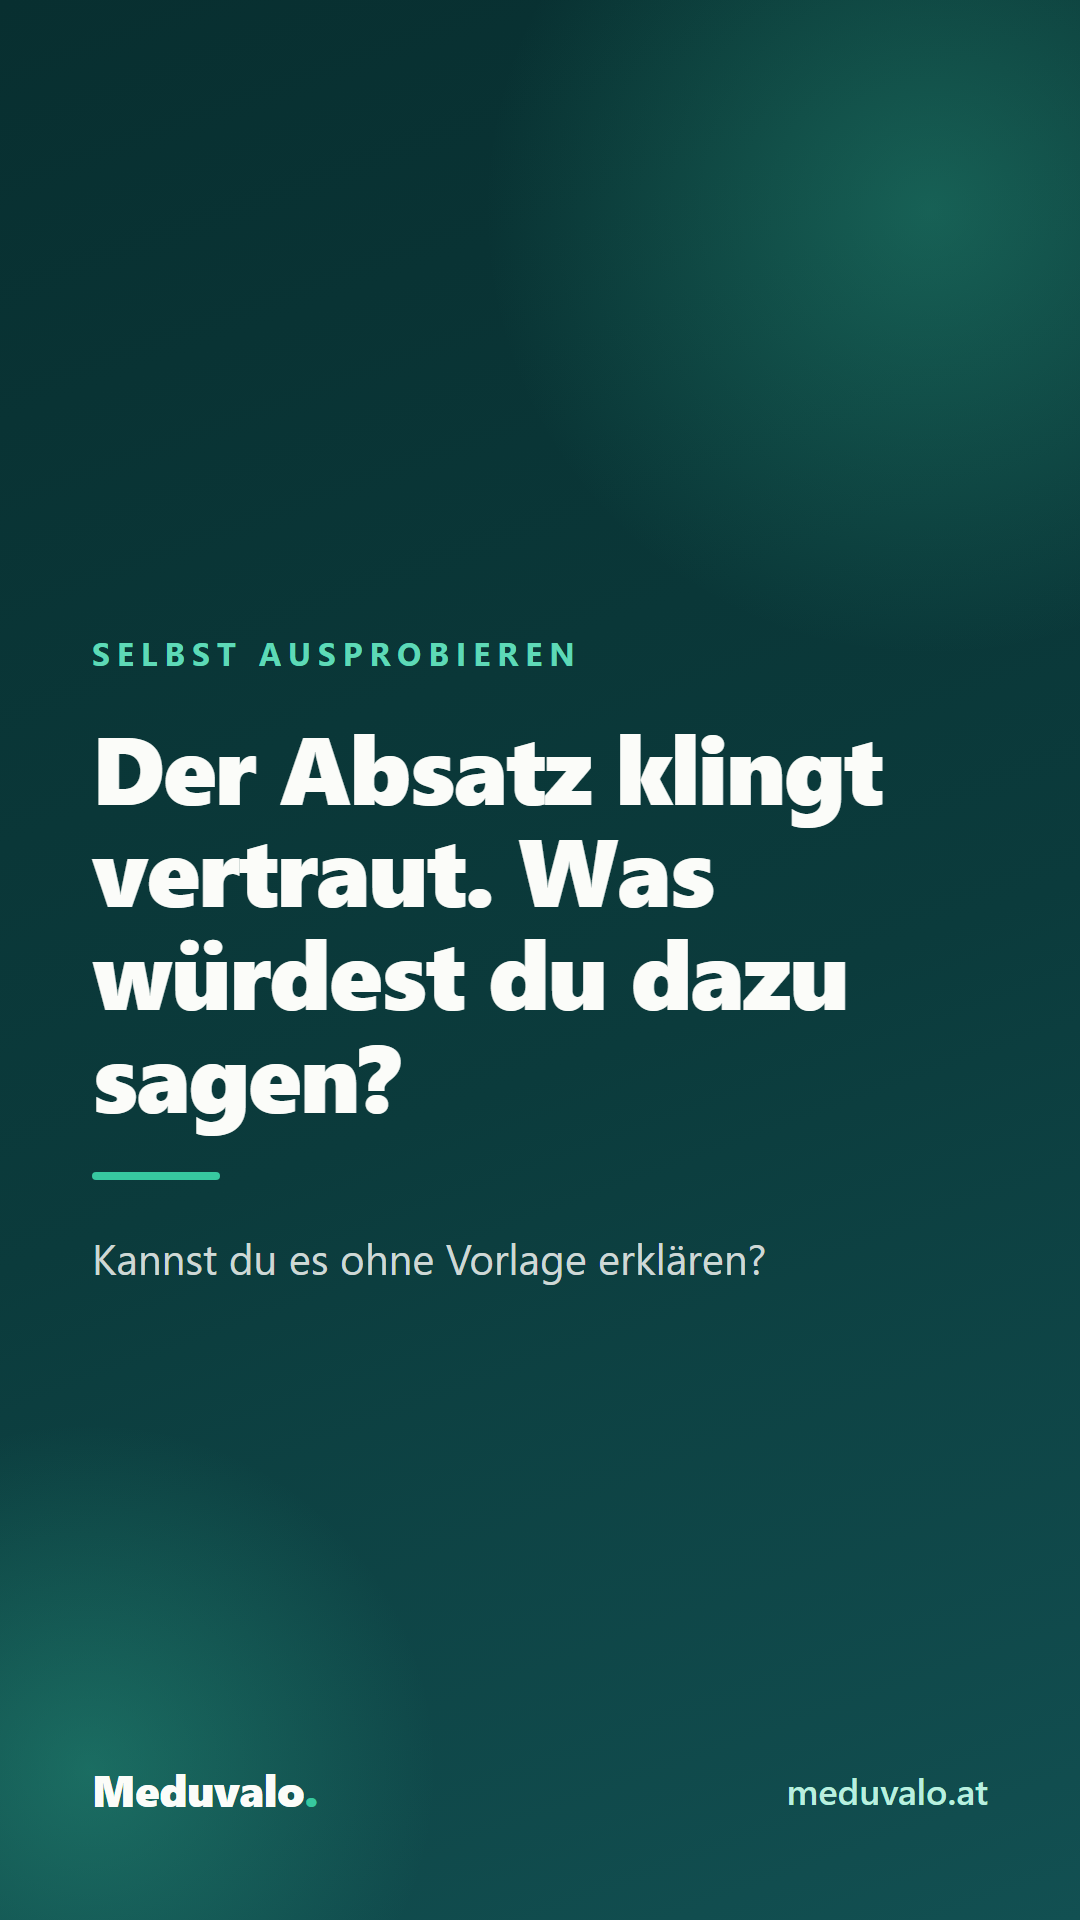 SELBST AUSPROBIEREN
Der Absatz klingt
vertraut. Was
würdest du dazu
sagen?
Kannst du es ohne Vorlage erklären?
Meduvalo.
meduvalo.at